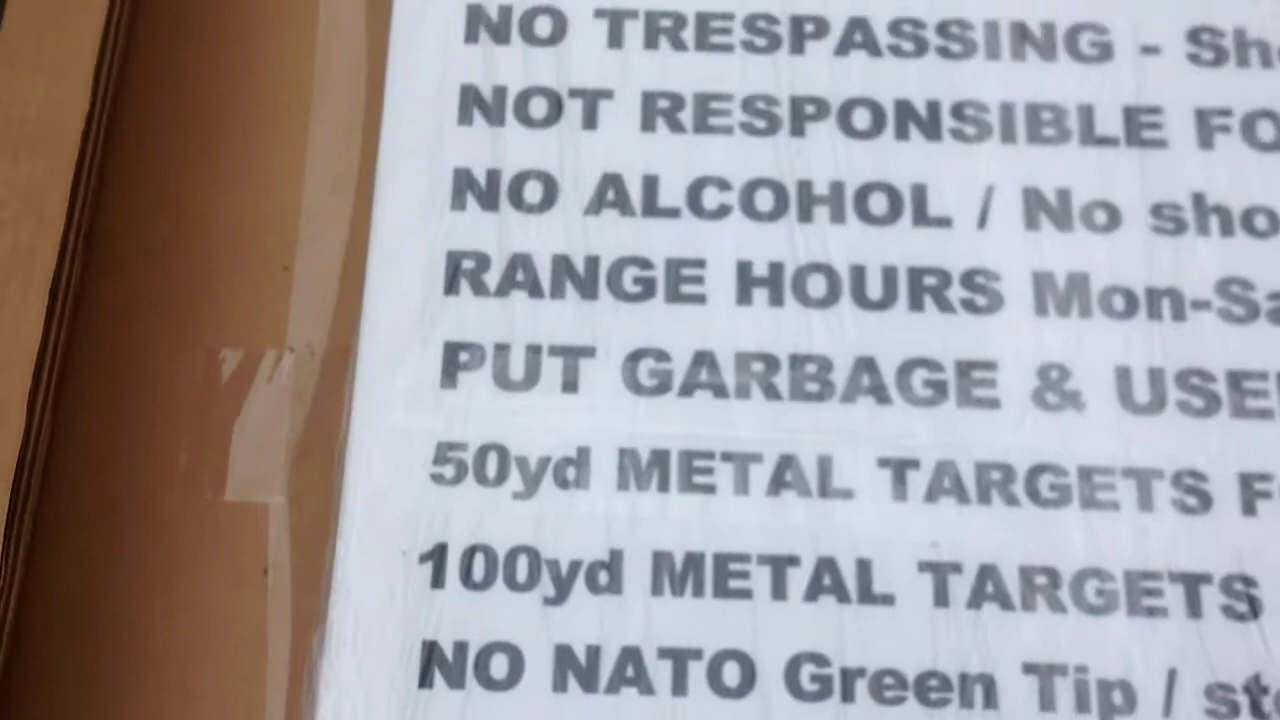 NO TRESPASSING - Sh
NOT RESPONSIBLE FO
NO ALCOHOL / No sho
RANGE HOURS Mon-Sa
PUT GARBAGE & USE
50yd METAL TARGETS F
100yd METAL TARGETS
NO NATO Green Tip / st